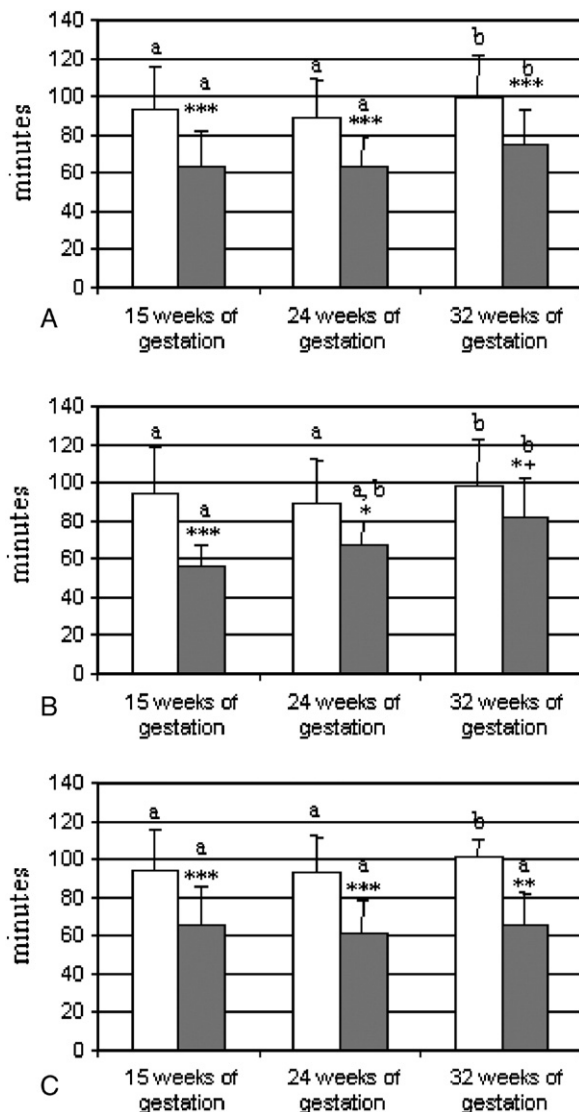 140
120
100
80
60
40
20
0
minutes
a
a
***
a
a
***
b
b
***
A
15 weeks of
gestation
24 weeks of
gestation
32 weeks of
gestation
140
120
100
80
60
40
20
0
minutes
a
a
***
a
a, b
*
b
b
*+
B
15 weeks of
gestation
24 weeks of
gestation
32 weeks of
gestation
140
120
100
80
60
40
20
0
minutes
a
a
***
a
a
***
b
a
**
C
15 weeks of
gestation
24 weeks of
gestation
32 weeks of
gestation